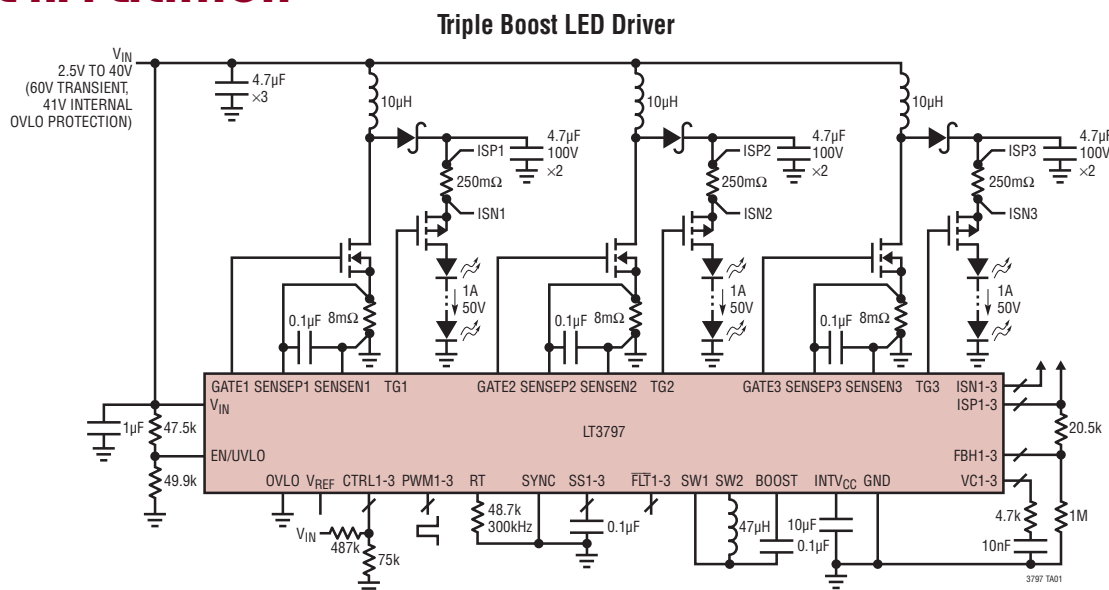 Triple Boost LED Driver
VIN
2.5V TO 40V
(60V TRANSIENT,
41V INTERNAL
OVLO PROTECTION)
4.7µF
×3
10µH
ISP1
4.7µF
100V
×2
250mΩ
ISN1
1A
50V
0.1µF
8mΩ
10µH
ISP2
4.7µF
100V
×2
250mΩ
ISN2
1A
50V
0.1µF
8mΩ
10µH
ISP3
4.7µF
100V
×2
250mΩ
ISN3
1A
50V
0.1µF
8mΩ
GATE1 SENSEP1 SENSEN1 TG1 GATE2 SENSEP2 SENSEN2 TG2 GATE3 SENSEP3 SENSEN3 TG3 ISN1-3
VIN
ISP1-3
1µF
47.5k
LT3797
20.5k
EN/UVLO
FBH1-3
49.9k
OVLO VREF CTRL1-3 PWM1-3 RT SYNC SS1-3 FLT1-3 SW1 SW2 BOOST INTVCC GND VC1-3
VIN
487k
75k
48.7k
300kHz
0.1µF
47µH
0.1µF
10µF
4.7k
10nF
1M
3797 TA01